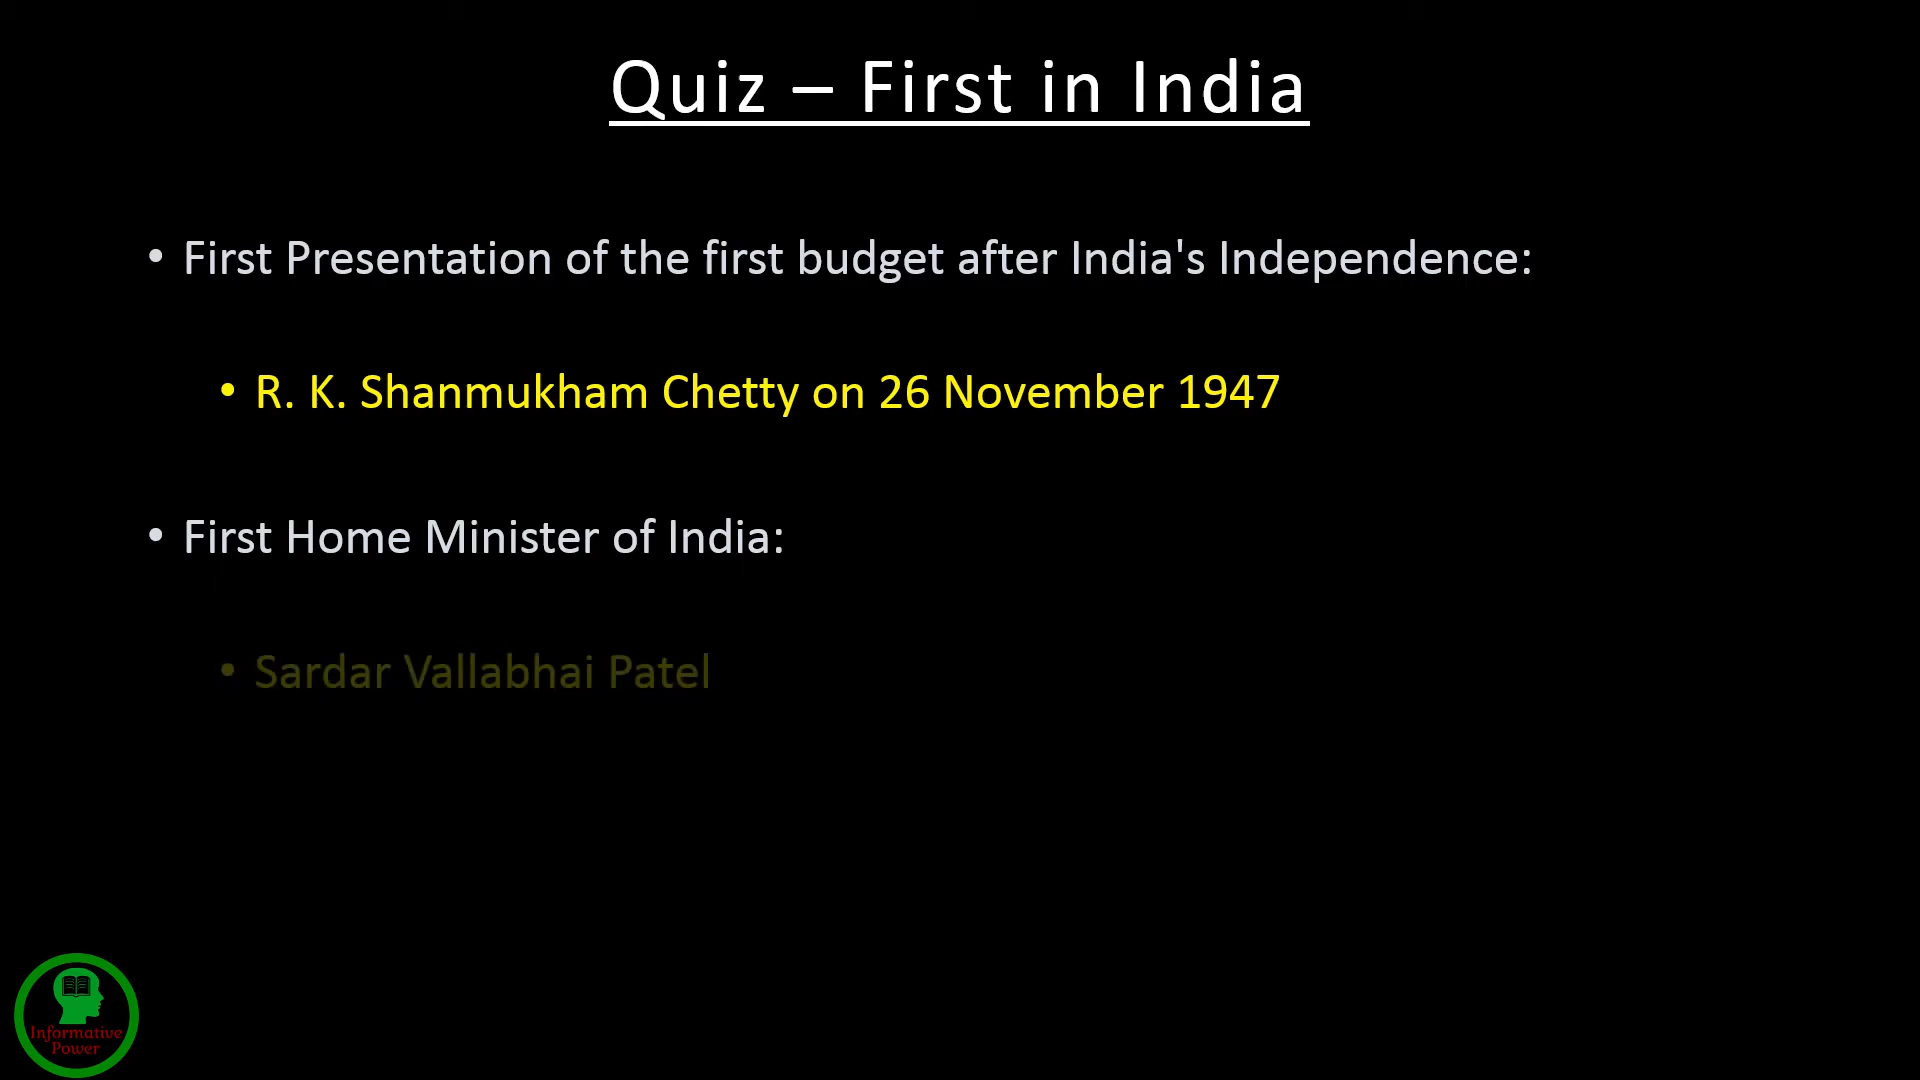 Quiz – First in India
• First Presentation of the first budget after India's Independence:
• R. K. Shanmukham Chetty on 26 November 1947
• First Home Minister of India:
• Sardar Vallabhai Patel
Informative
Power